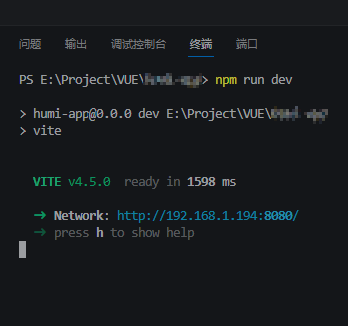 问题 输出 调试控制台 终端 端口
PS E:\Project\VUE\> npm run dev
> humi-app@0.0.0 dev E:\Project\VUE\
> vite
VITE v4.5.0 ready in 1598 ms
➜ Network: http://192.168.1.194:8080/
➜ press h to show help